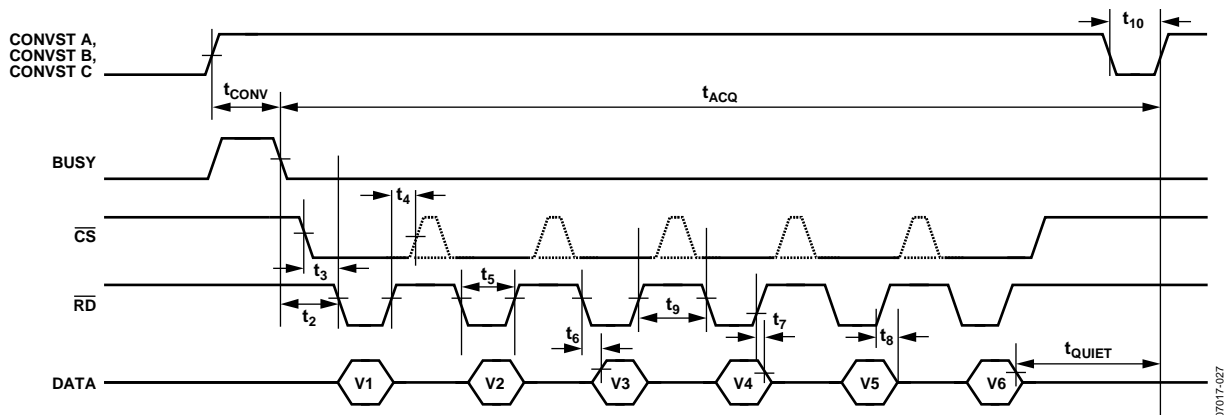 CONVST A,
CONVST B,
CONVST C
t10
tCONV
tACQ
BUSY
t4
CS
t3
t5
RD
t2
t9
t7
t6
t8
tQUIET
DATA
V1
V2
V3
V4
V5
V6
07017-027